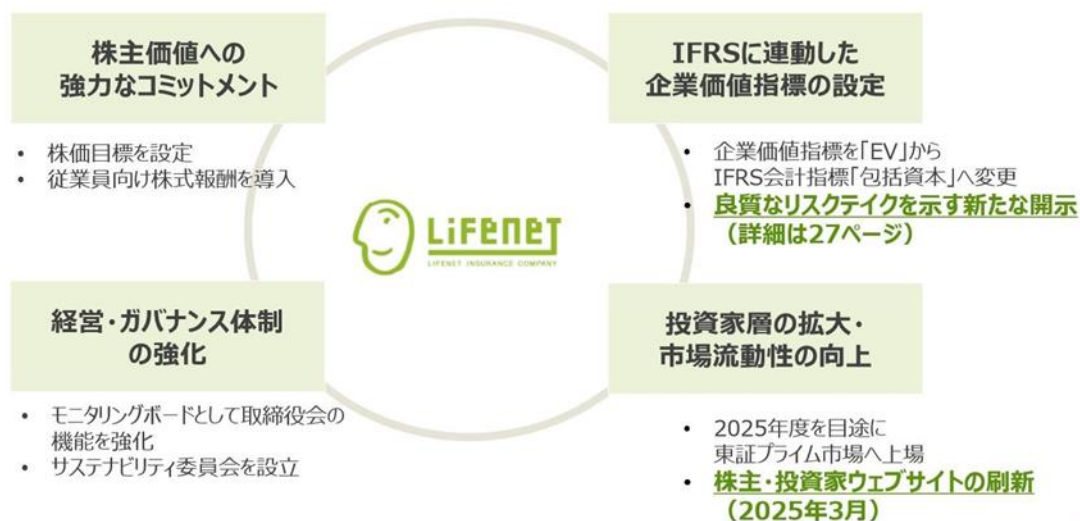 株主価値への
強力なコミットメント
• 株価目標を設定
• 従業員向け株式報酬を導入
IFRSに連動した
企業価値指標の設定
• 企業価値指標を「EV」から
IFRS会計指標「包括資本」へ変更
• 良質なリスクテイクを示す新たな開示
（詳細は27ページ）
LIFENET
LIFENET INSURANCE COMPANY
経営・ガバナンス体制
の強化
• モニタリングボードとして取締役会の
機能を強化
• サステナビリティ委員会を設立
投資家層の拡大・
市場流動性の向上
• 2025年度を目途に
東証プライム市場へ上場
• 株主・投資家ウェブサイトの刷新
（2025年3月）